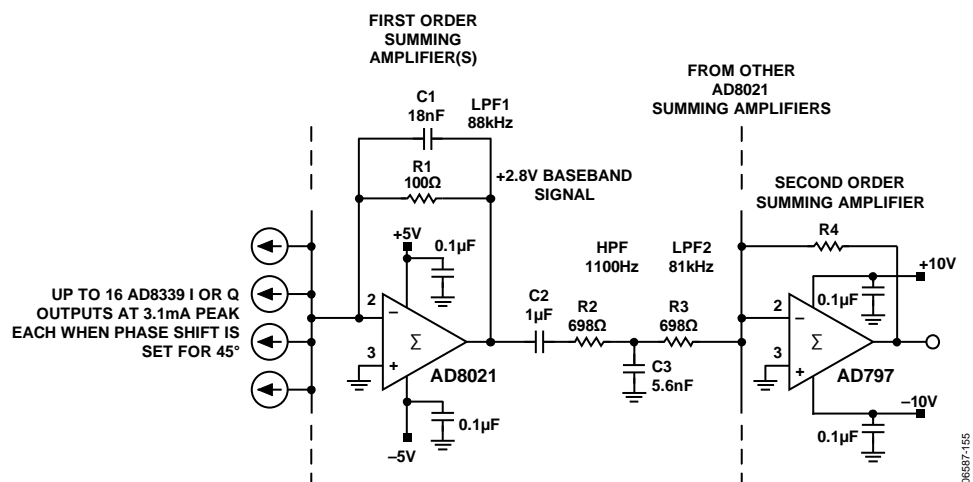 FIRST ORDER
SUMMING
AMPLIFIER(S)
FROM OTHER
AD8021
SUMMING AMPLIFIERS
C1
18nF
LPF1
88kHz
R1
100Ω
+2.8V BASEBAND
SIGNAL
SECOND ORDER
SUMMING AMPLIFIER
R4
+5V
0.1µF
HPF
1100Hz
LPF2
81kHz
+10V
0.1µF
UP TO 16 AD8339 I OR Q
OUTPUTS AT 3.1mA PEAK
EACH WHEN PHASE SHIFT IS
SET FOR 45°
2
−
3
+
Σ
AD8021
C2
1µF
R2
698Ω
R3
698Ω
C3
5.6nF
2
−
3
+
Σ
AD797
0.1µF
−5V
−10V
0.1µF
06587-155